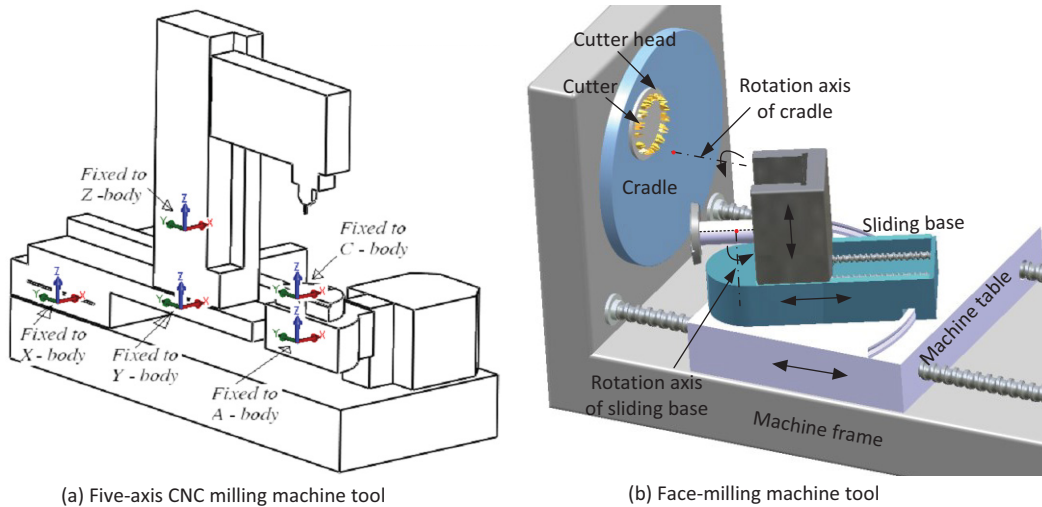 Fixed to
Z -body
Z
Y
X
Fixed to
C - body
Z
Y
X
Z
Y
X
Z
Y
X
Z
Y
X
Fixed to
X - body
Fixed to
Y - body
Fixed to
A - body
(a) Five-axis CNC milling machine tool
Cutter head
Cutter
Rotation axis
of cradle
Cradle
Sliding base
Machine table
Rotation axis
of sliding base
Machine frame
(b) Face-milling machine tool